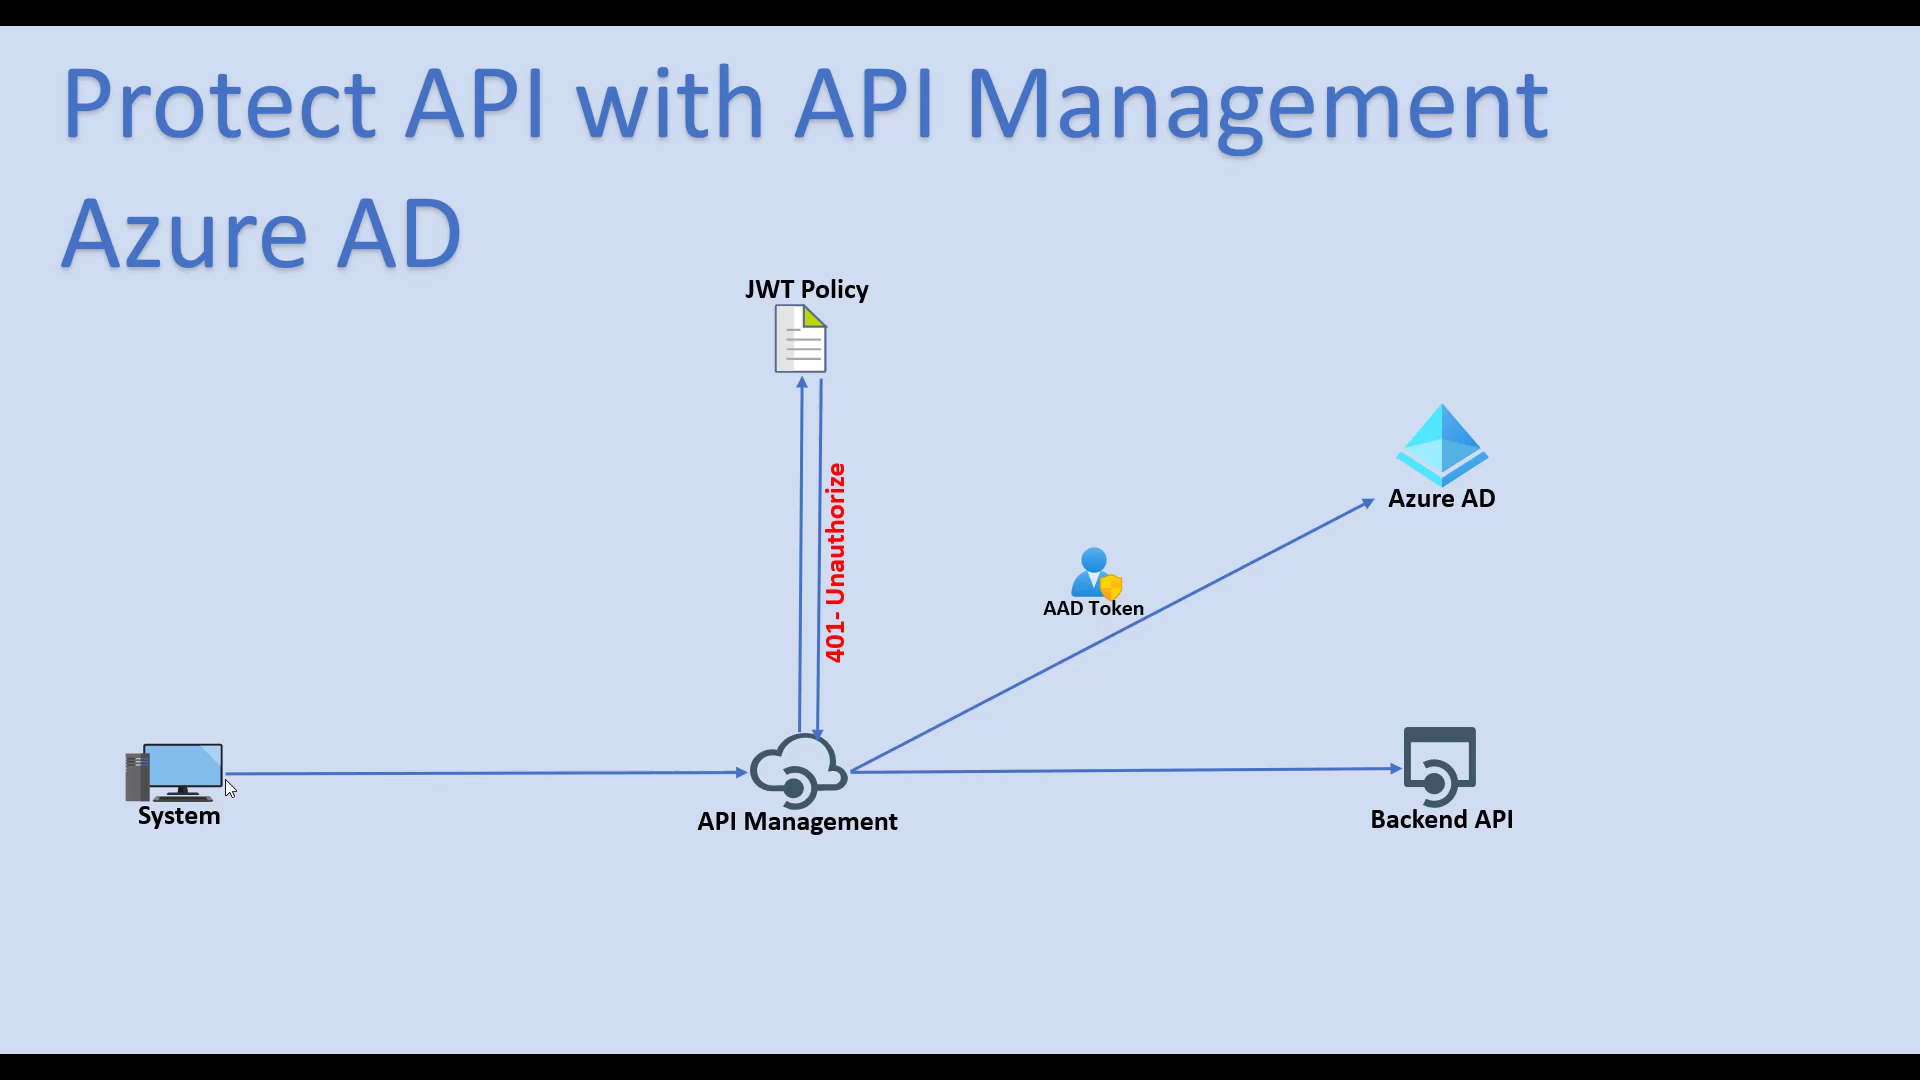 Protect API with API Management
Azure AD
JWT Policy
401- Unauthorize
Azure AD
AAD Token
System
API Management
Backend API